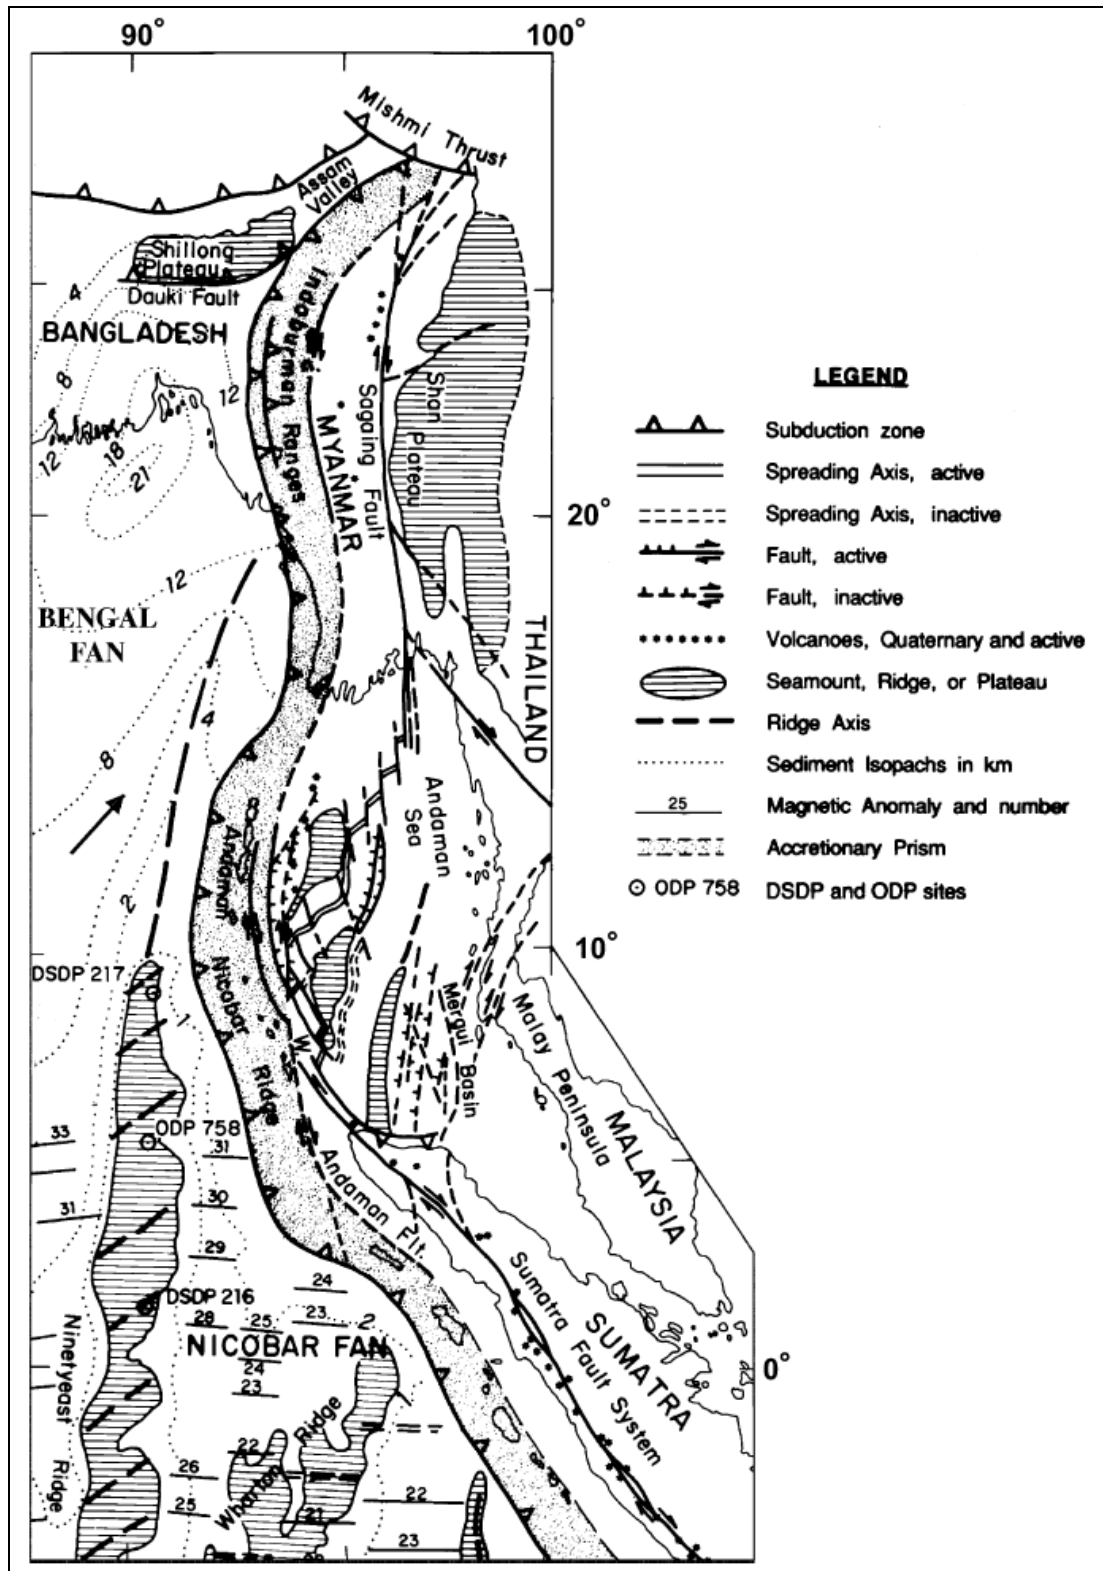 90°
100°
Mishmi Thrust
Assam
Valley
Shillong
Plateau
Dauki Fault
4
BANGLADESH
8
12
12
18
21
Indoburman Ranges
MYANMAR
Sagaing Fault
Shan Plateau
20°
12
BENGAL
FAN
THAILAND
4
8
2
1
Andaman
Sea
Andaman
Nicobar
Ridge
10°
DSDP 217
W.
Mergui Basin
Malay Peninsula
MALAYSIA
ODP 758
33
31
31
30
29
Andaman Flt.
24
DSDP 216
28
25
23
2
NICOBAR FAN
24
23
0°
Sumatra Fault System
SUMATRA
Ninetyeast Ridge
Wharton Ridge
22
26
25
21
22
23
LEGEND
Subduction zone
Spreading Axis, active
Spreading Axis, inactive
Fault, active
Fault, inactive
Volcanoes, Quaternary and active
Seamount, Ridge, or Plateau
Ridge Axis
Sediment Isopachs in km
25 Magnetic Anomaly and number
Accretionary Prism
ODP 758 DSDP and ODP sites